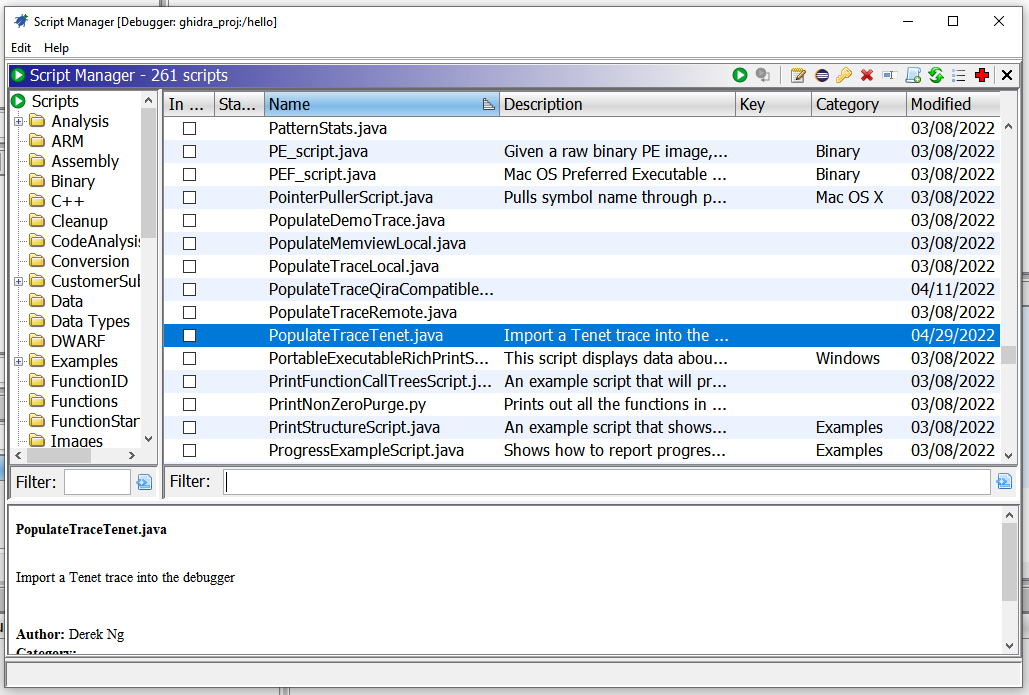 Script Manager [Debugger: ghidra_proj:/hello]
Edit Help
Script Manager - 261 scripts
Scripts
Analysis
ARM
Assembly
Binary
C++
Cleanup
CodeAnalysis
Conversion
CustomerSub
Data
Data Types
DWARF
Examples
FunctionID
Functions
FunctionStar
Images
Filter:
In ... Sta... Name Description Key Category Modified
PatternStats.java 03/08/2022
PE_script.java Given a raw binary PE image,... Binary 03/08/2022
PEF_script.java Mac OS Preferred Executable ... Binary 03/08/2022
PointerPullerScript.java Pulls symbol name through p... Mac OS X 03/08/2022
PopulateDemoTrace.java 03/08/2022
PopulateMemviewLocal.java 03/08/2022
PopulateTraceLocal.java 03/08/2022
PopulateTraceQiraCompatible... 04/11/2022
PopulateTraceRemote.java 03/08/2022
PopulateTraceTenet.java Import a Tenet trace into the ... 04/29/2022
PortableExecutableRichPrintS... This script displays data abou... Windows 03/08/2022
PrintFunctionCallTreesScript.j... An example script that will pr... 03/08/2022
PrintNonZeroPurge.py Prints out all the functions in ... 03/08/2022
PrintStructureScript.java An example script that shows... Examples 03/08/2022
ProgressExampleScript.java Shows how to report progres... Examples 03/08/2022
Filter:
PopulateTraceTenet.java
Import a Tenet trace into the debugger
Author: Derek Ng
Category: